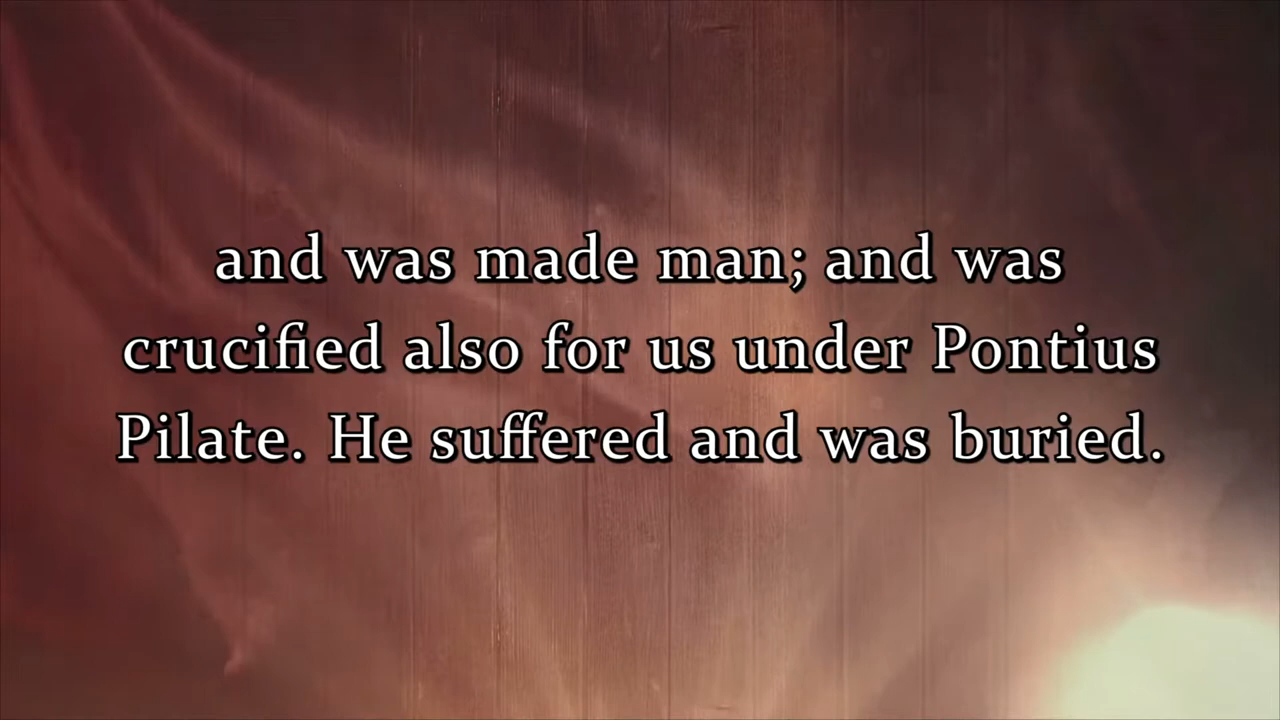 and was made man; and was
crucified also for us under Pontius
Pilate. He suffered and was buried.